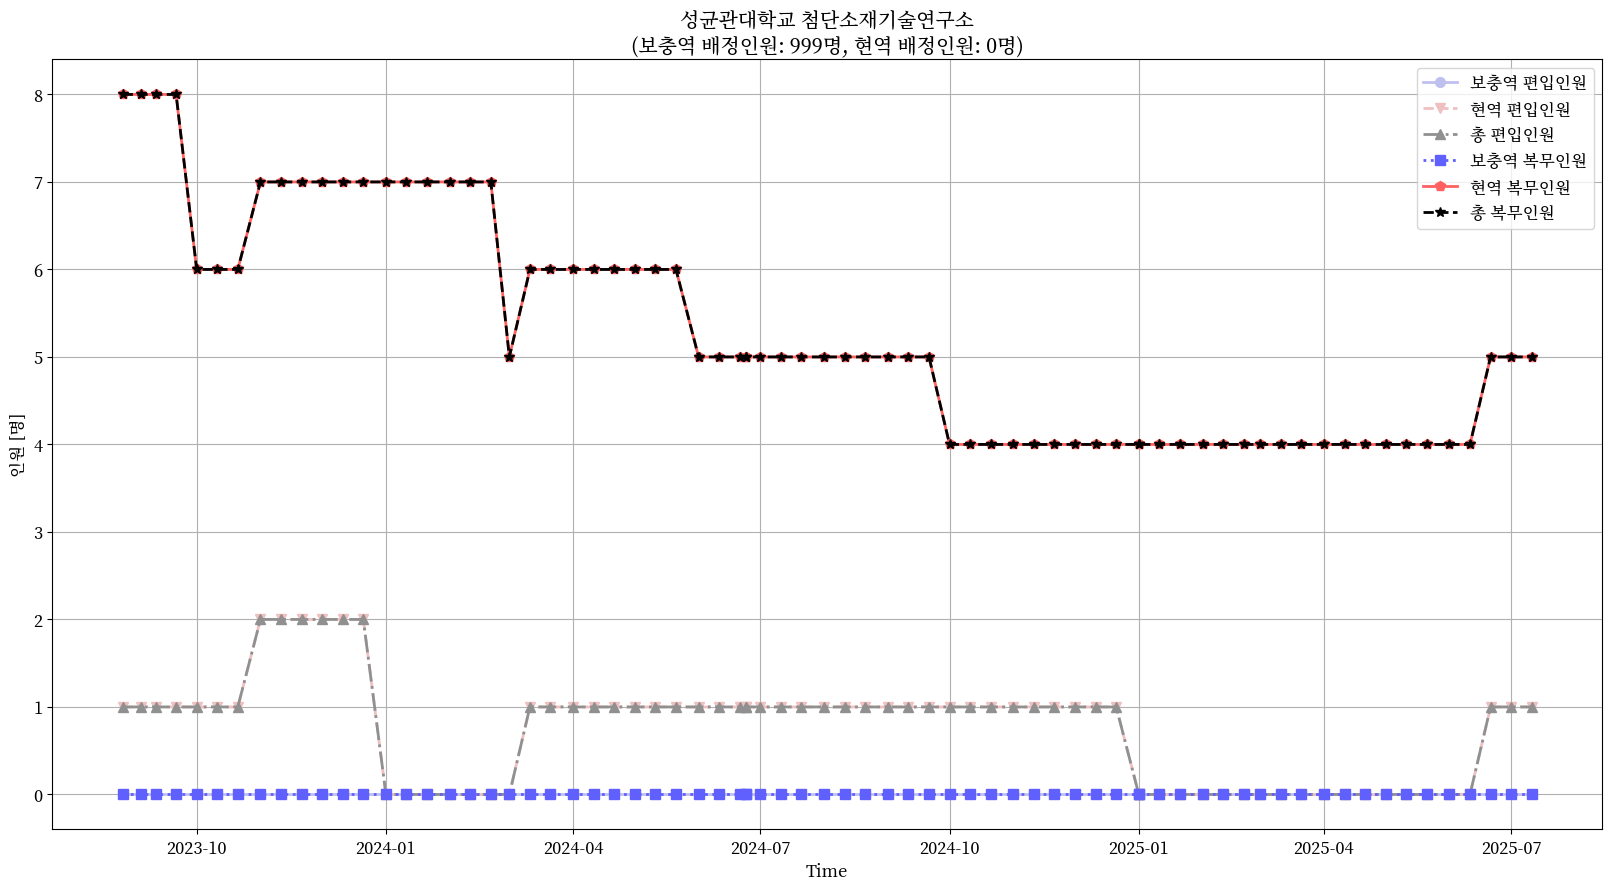 성균관대학교 첨단소재기술연구소
(보충역 배정인원: 999명, 현역 배정인원: 0명)
보충역 편입인원
현역 편입인원
총 편입인원
보충역 복무인원
현역 복무인원
총 복무인원
인원 [명]
8
7
6
5
4
3
2
1
0
2023-10
2024-01
2024-04
2024-07
2024-10
2025-01
2025-04
2025-07
Time